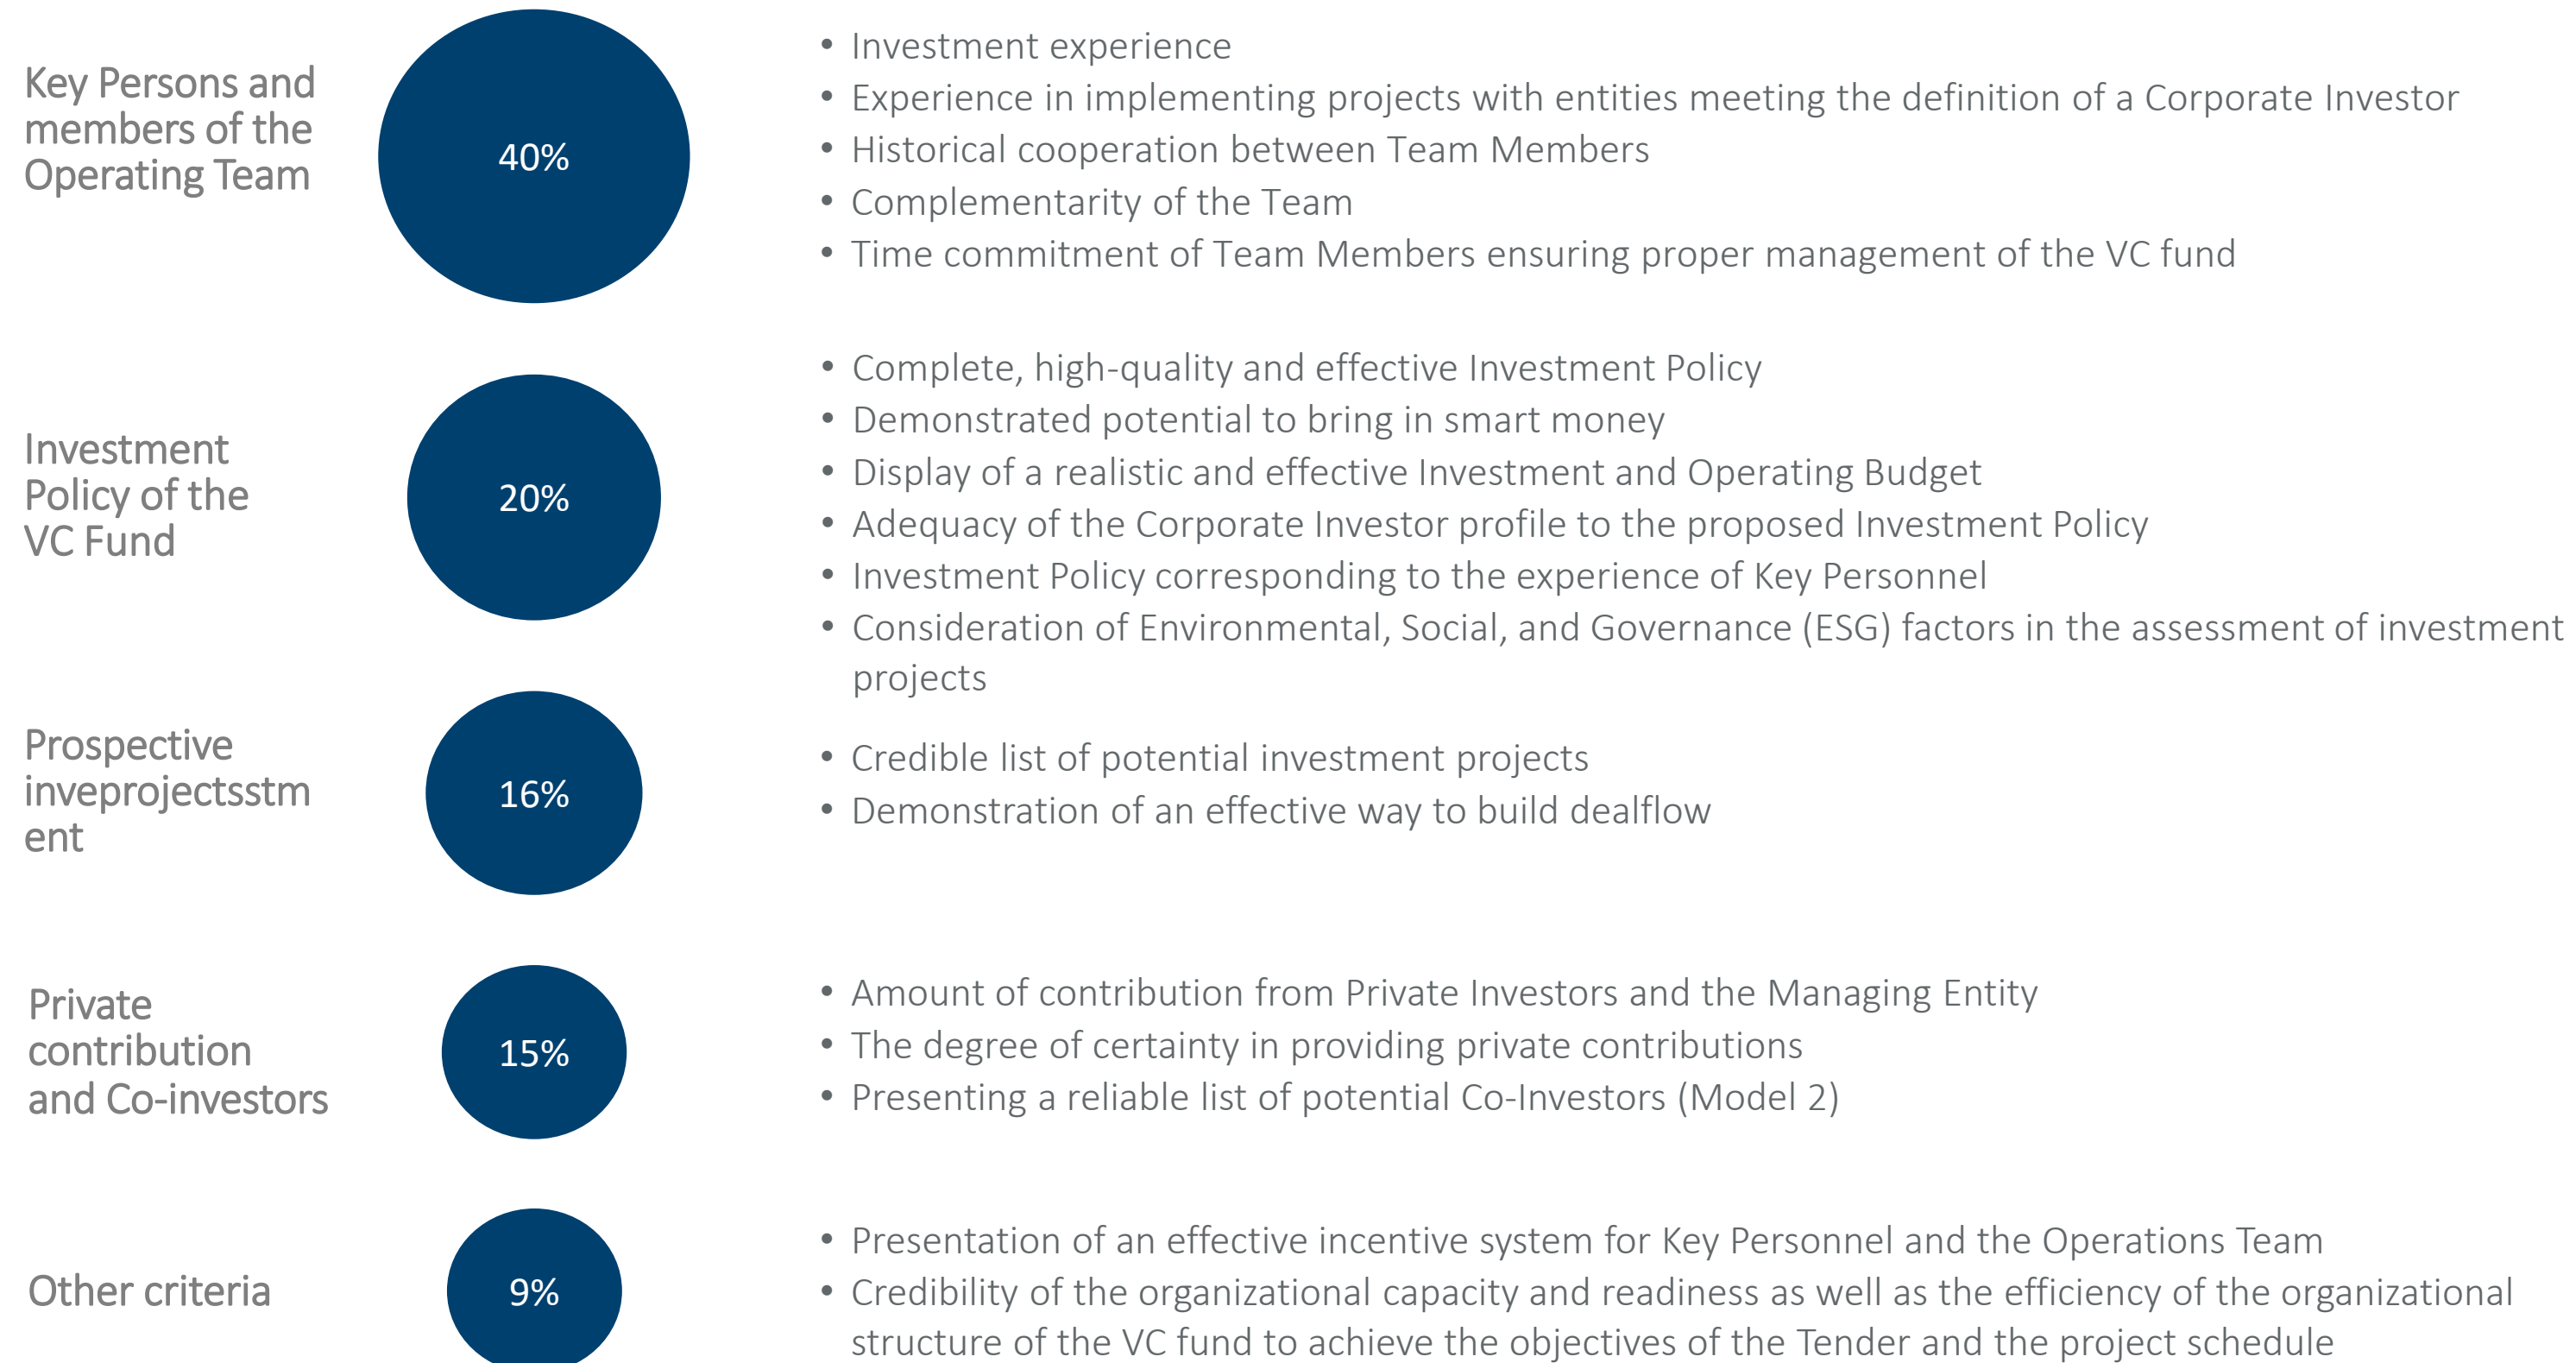 Key Persons and
members of the
Operating Team
40%
• Investment experience
• Experience in implementing projects with entities meeting the definition of a Corporate Investor
• Historical cooperation between Team Members
• Complementarity of the Team
• Time commitment of Team Members ensuring proper management of the VC fund
Investment
Policy of the
VC Fund
20%
• Complete, high-quality and effective Investment Policy
• Demonstrated potential to bring in smart money
• Display of a realistic and effective Investment and Operating Budget
• Adequacy of the Corporate Investor profile to the proposed Investment Policy
• Investment Policy corresponding to the experience of Key Personnel
• Consideration of Environmental, Social, and Governance (ESG) factors in the assessment of investment
projects
Prospective
inveprojectsstm
ent
16%
• Credible list of potential investment projects
• Demonstration of an effective way to build dealflow
Private
contribution
and Co-investors
15%
• Amount of contribution from Private Investors and the Managing Entity
• The degree of certainty in providing private contributions
• Presenting a reliable list of potential Co-Investors (Model 2)
Other criteria
9%
• Presentation of an effective incentive system for Key Personnel and the Operations Team
• Credibility of the organizational capacity and readiness as well as the efficiency of the organizational
structure of the VC fund to achieve the objectives of the Tender and the project schedule